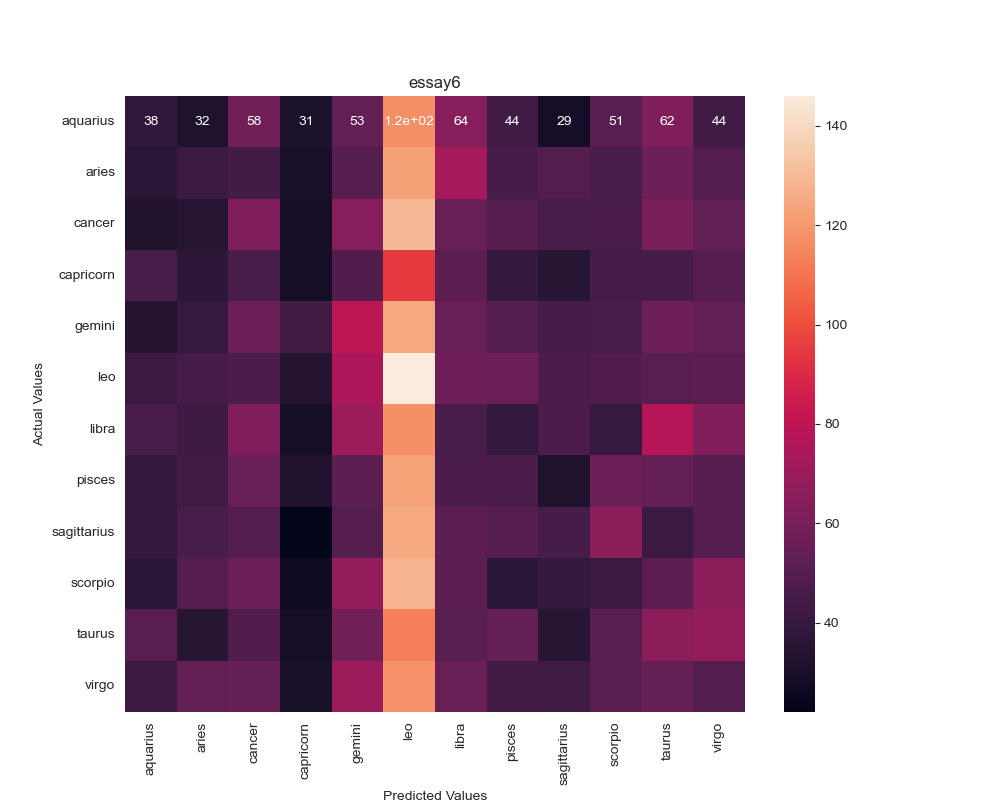 essay6
aquarius 38 32 58 31 53 1.2e+02 64 44 29 51 62 44
aries
cancer
capricorn
gemini
leo
libra
pisces
sagittarius
scorpio
taurus
virgo
Actual Values
aquarius aries cancer capricorn gemini leo libra pisces sagittarius scorpio taurus virgo
Predicted Values
140
120
100
80
60
40